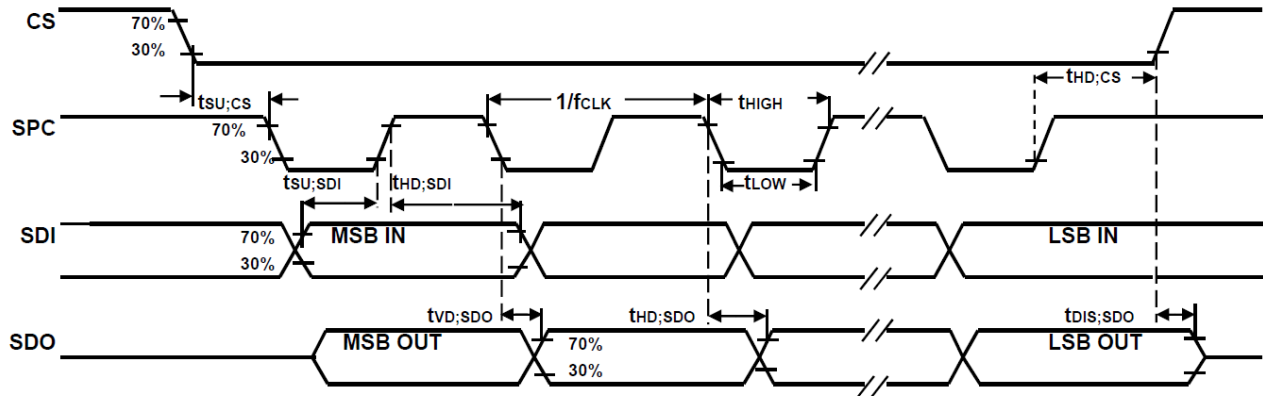 CS
70%
30%
tHD;CS
tSU;CS
1/fCLK
tHIGH
SPC
70%
30%
tSU;SDI
tHD;SDI
tLOW
SDI
70%
MSB IN
LSB IN
30%
tVD;SDO
tHD;SDO
tDIS;SDO
SDO
MSB OUT
70%
LSB OUT
30%